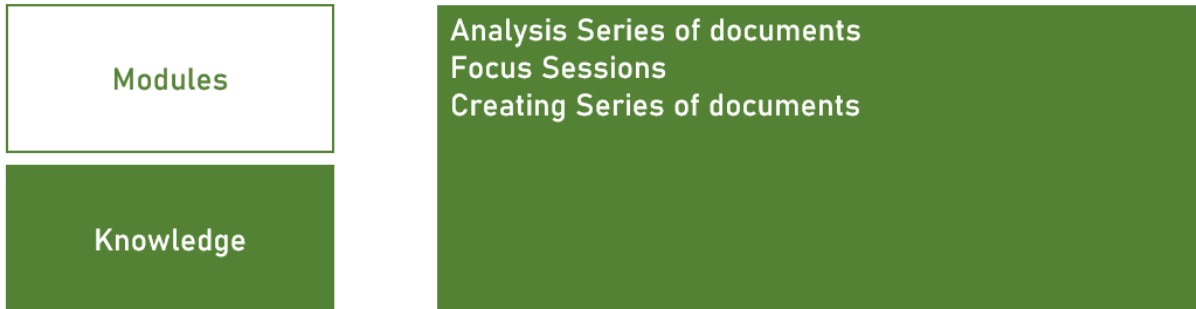 Modules
Knowledge
Analysis Series of documents
Focus Sessions
Creating Series of documents